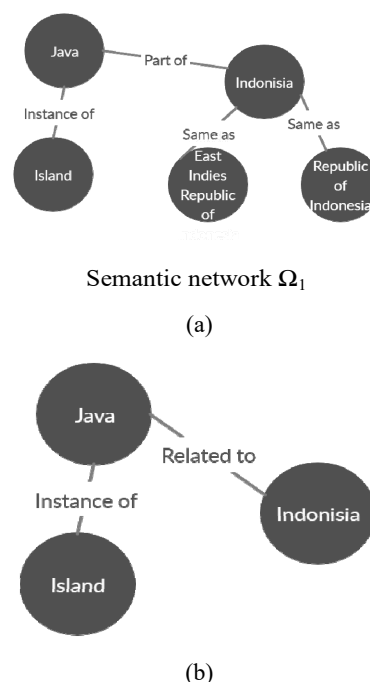 Java
Part of
Indonisia
Instance of
Same as
Same as
Island
East
Indies
Republic
of
Republic
of
Indonesia
Semantic network Ω₁
(a)
Java
Related to
Instance of
Indonisia
Island
(b)